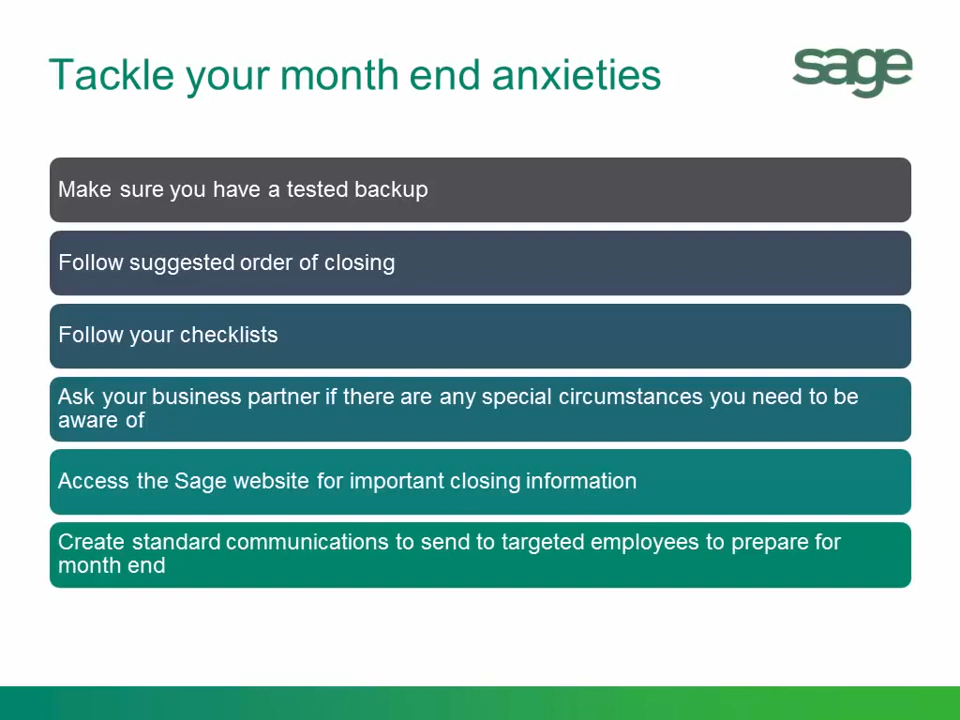 Tackle your month end anxieties
sage
Make sure you have a tested backup
Follow suggested order of closing
Follow your checklists
Ask your business partner if there are any special circumstances you need to be
aware of
Access the Sage website for important closing information
Create standard communications to send to targeted employees to prepare for
month end